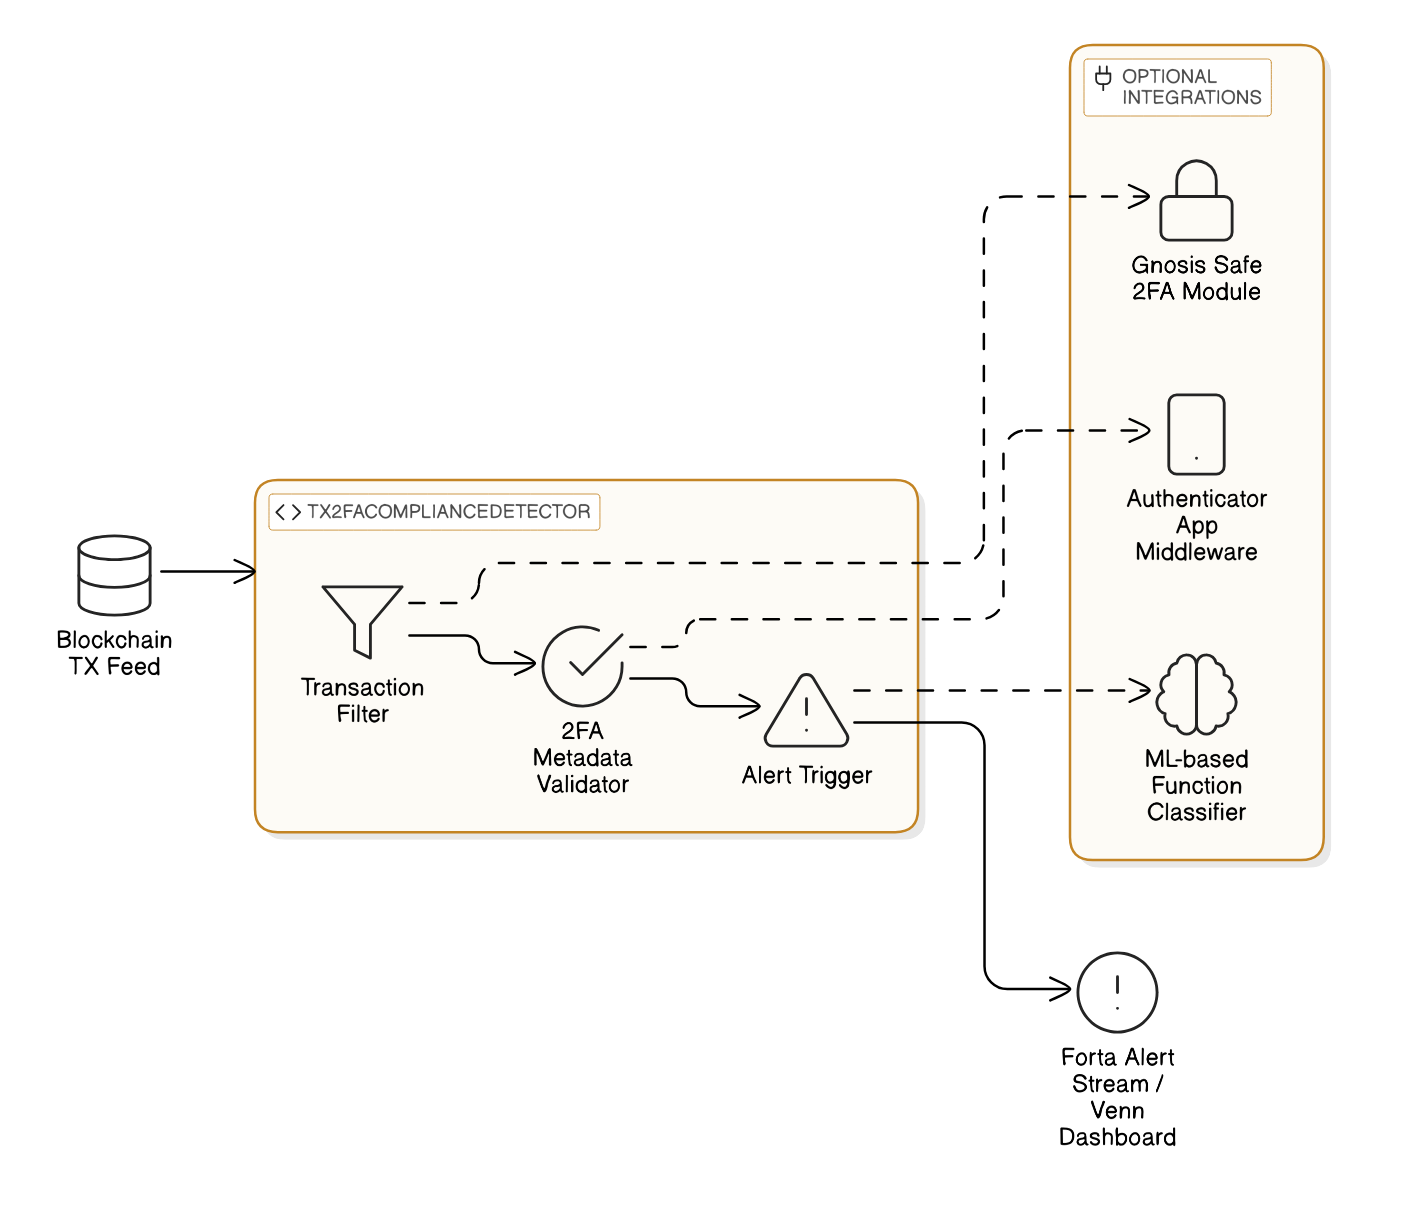 OPTIONAL
INTEGRATIONS
Gnosis Safe
2FA Module
Authenticator
App
Middleware
TX2FACOMPLIANCEDETECTOR
Blockchain
TX Feed
Transaction
Filter
2FA
Metadata
Validator
Alert Trigger
ML-based
Function
Classifier
Forta Alert
Stream /
Venn
Dashboard